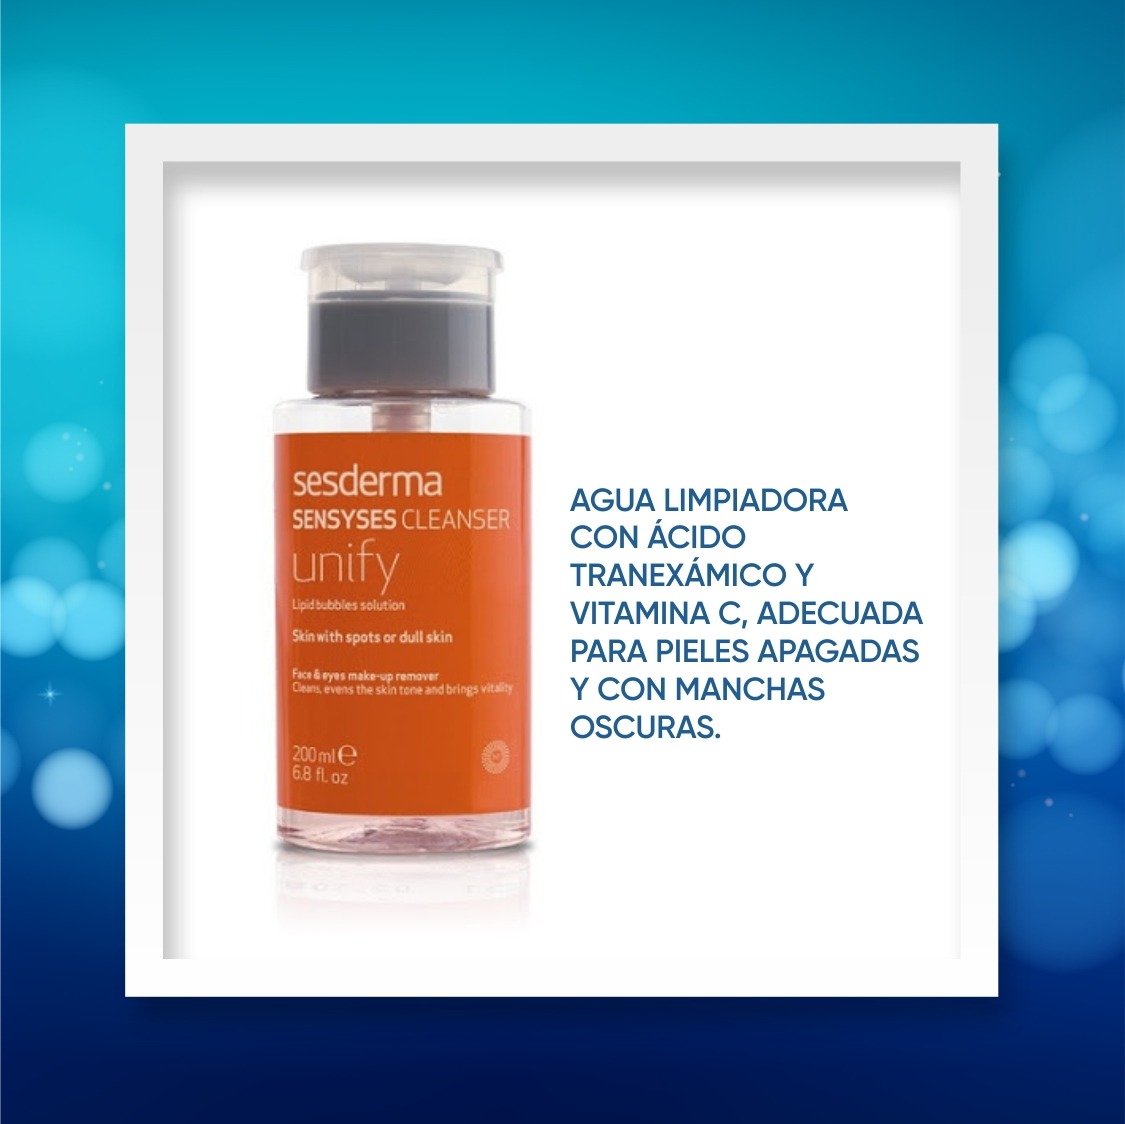 sesderma
SENSYSES CLEANSER
unify
Lipid bubbles solution
Skin with spots or dull skin
Face & eyes make-up remover
Cleans, evens the skin tone and brings vitality
200 ml ℮
6.8 fl. oz
AGUA LIMPIADORA
CON ÁCIDO
TRANEXÁMICO Y
VITAMINA C, ADECUADA
PARA PIELES APAGADAS
Y CON MANCHAS
OSCURAS.